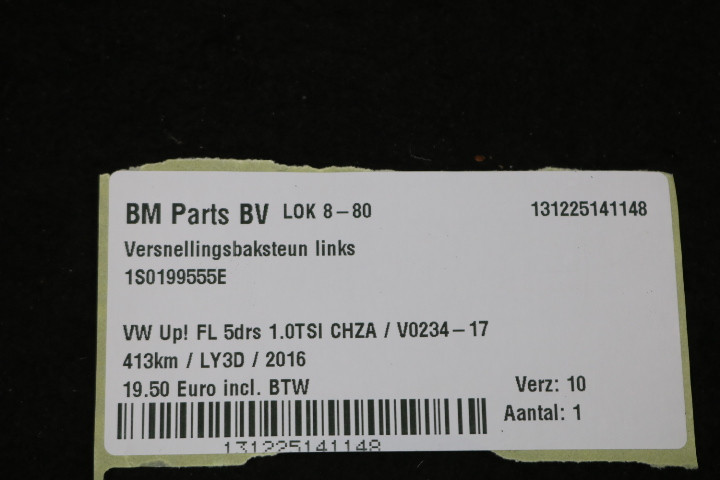 BM Parts BV LOK 8-80 131225141148
Versnellingsbaksteun links
1S0199555E
VW Up! FL 5drs 1.0TSI CHZA / V0234-17
413km / LY3D / 2016
19.50 Euro incl. BTW Verz: 10
Aantal: 1
131225141148